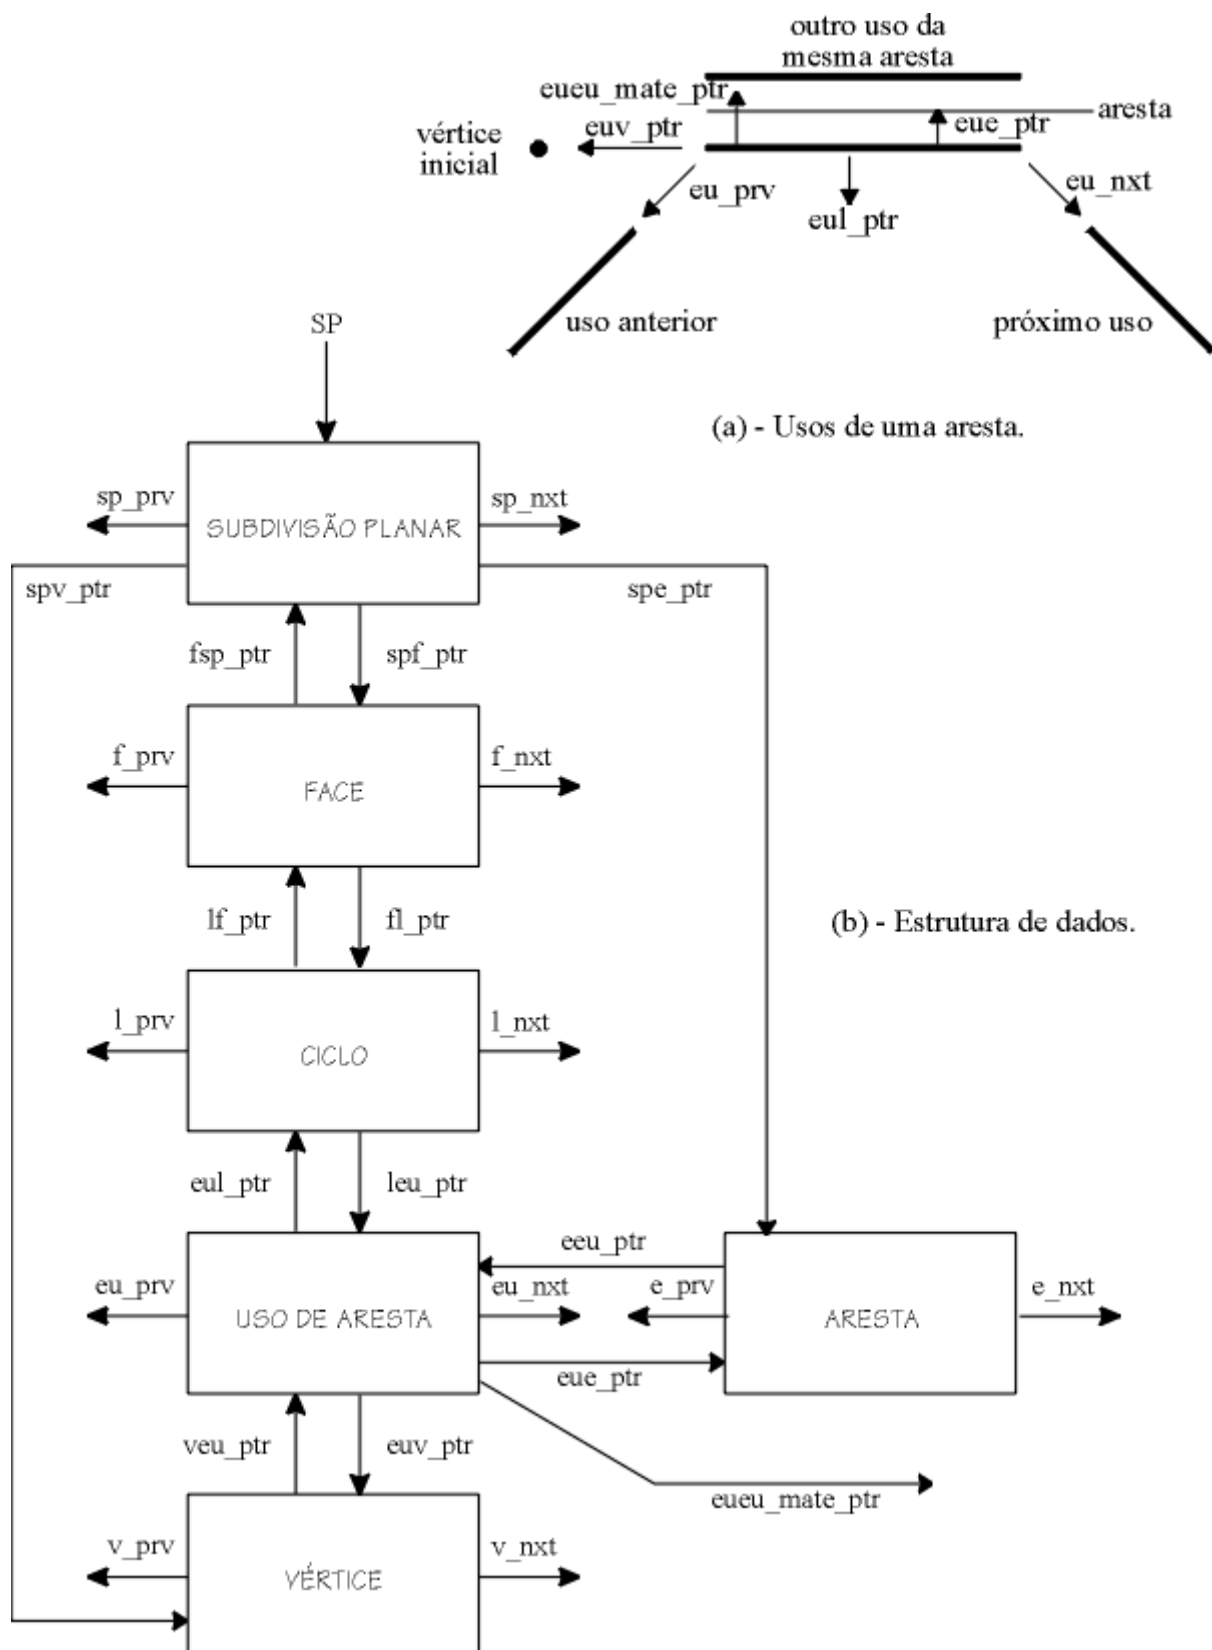 outro uso da
mesma aresta
eueu_mate_ptr
aresta
vértice
inicial
euv_ptr
eue_ptr
eu_prv
eul_ptr
eu_nxt
uso anterior
próximo uso
(a) - Usos de uma aresta.
SP
sp_prv
SUBDIVISÃO PLANAR
sp_nxt
spv_ptr
spe_ptr
fsp_ptr
spf_ptr
f_prv
FACE
f_nxt
lf_ptr
fl_ptr
(b) - Estrutura de dados.
l_prv
CICLO
l_nxt
eul_ptr
leu_ptr
eeu_ptr
eu_prv
USO DE ARESTA
eu_nxt
e_prv
ARESTA
e_nxt
eue_ptr
veu_ptr
euv_ptr
eueu_mate_ptr
v_prv
VÉRTICE
v_nxt